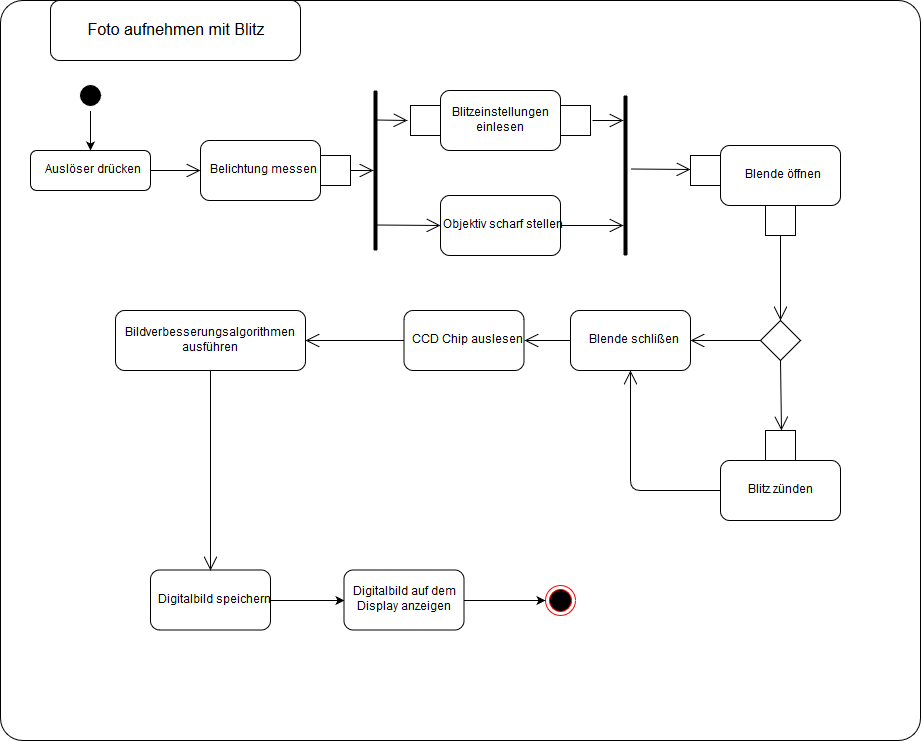 Foto aufnehmen mit Blitz
Auslöser drücken
Belichtung messen
Blitzeinstellungen
einlesen
Objektiv scharf stellen
Blende öffnen
Blende schlißen
CCD Chip auslesen
Bildverbesserungsalgorithmen
ausführen
Blitz zünden
Digitalbild speichern
Digitalbild auf dem
Display anzeigen